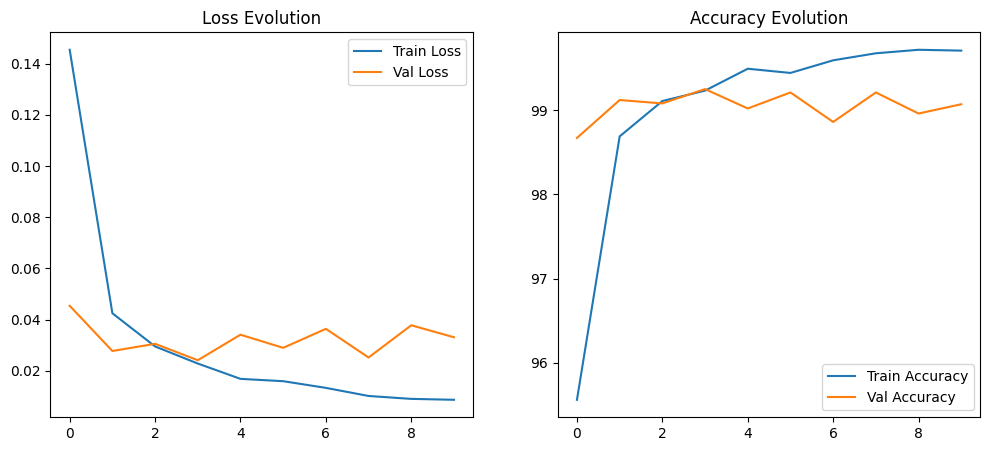 Loss Evolution
0.14
0.12
0.10
0.08
0.06
0.04
0.02
0 2 4 6 8
Train Loss
Val Loss
Accuracy Evolution
99
98
97
96
0 2 4 6 8
Train Accuracy
Val Accuracy